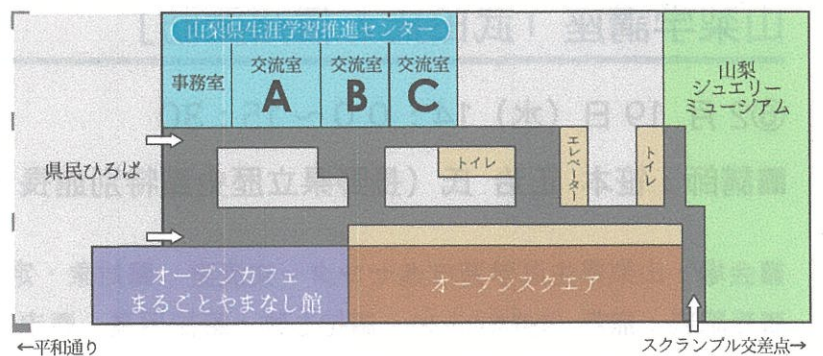 山梨県生涯学習推進センター
事務室
交流室
A
交流室
B
交流室
C
山梨
ジュエリー
ミュージアム
県民ひろば
トイレ
エレベーター
トイレ
オープンカフェ
まるごとやまなし館
オープンスクエア
←平和通り
スクランブル交差点→